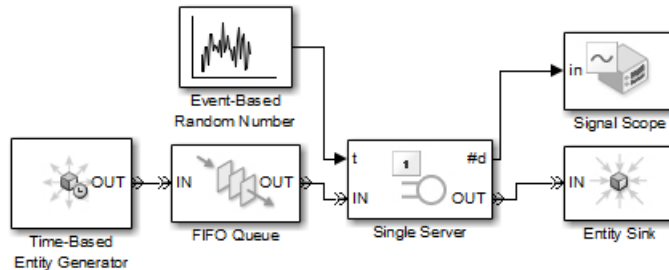 in
Event-Based
Random Number
Signal Scope
t
1
#d
OUT
IN
OUT
IN
OUT
IN
Time-Based
Entity Generator
FIFO Queue
Single Server
Entity Sink